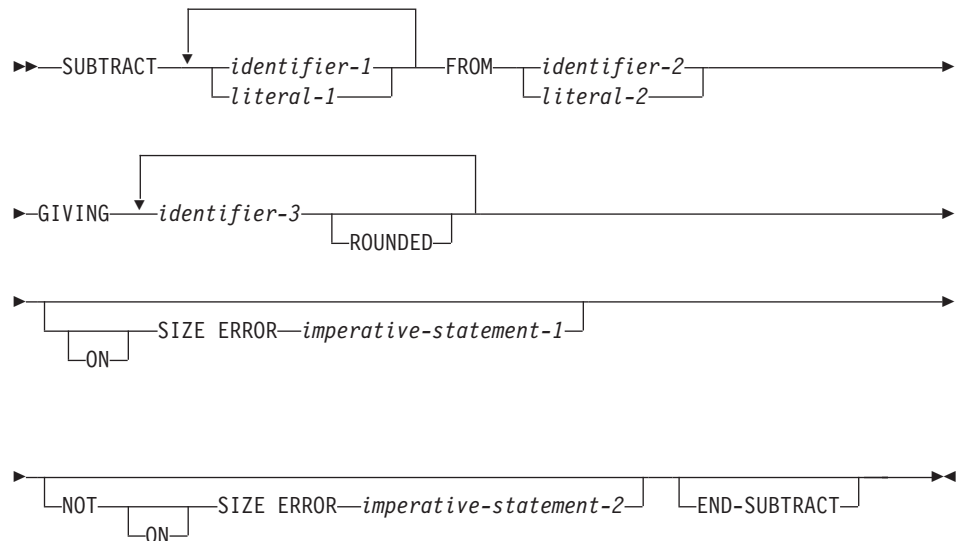 SUBTRACT identifier-1 FROM identifier-2
literal-1 literal-2
GIVING identifier-3
ROUNDED
SIZE ERROR imperative-statement-1
ON
NOT SIZE ERROR imperative-statement-2 END-SUBTRACT
ON